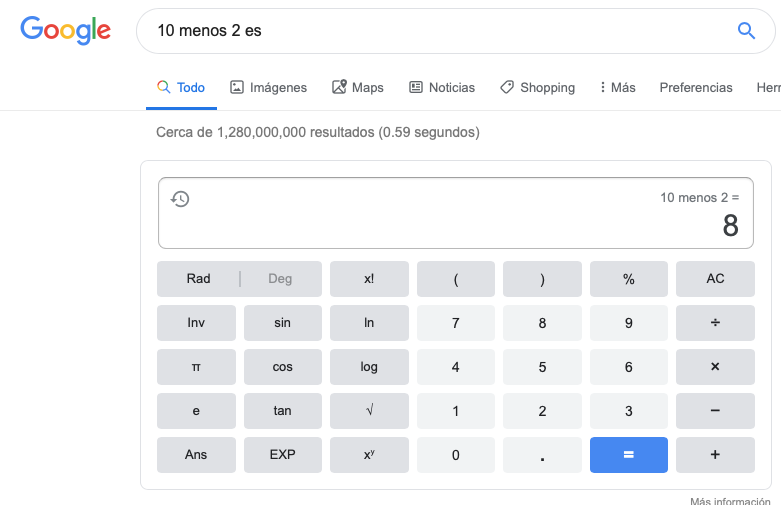 Google 10 menos 2 es
Todo Imágenes Maps Noticias Shopping Más Preferencias Herr
Cerca de 1,280,000,000 resultados (0.59 segundos)
10 menos 2 =
8
Rad | Deg x! ( ) % AC
Inv sin ln 7 8 9 ÷
π cos log 4 5 6 ×
e tan √ 1 2 3 −
Ans EXP xʸ 0 . = +
Más información